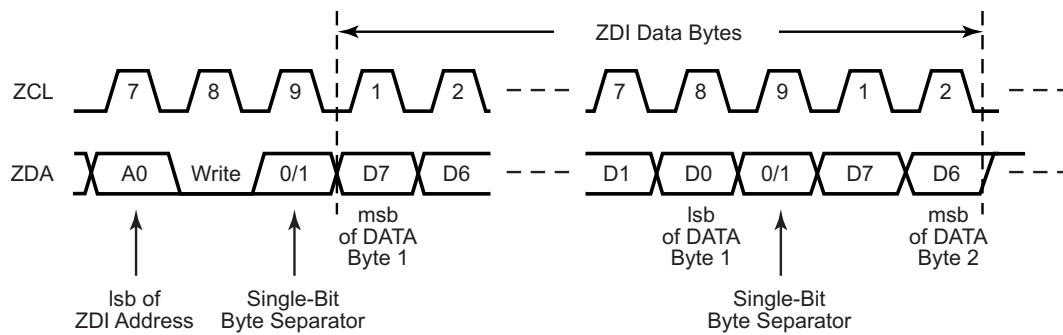 ZDI Data Bytes
ZCL 7 8 9 1 2 7 8 9 1 2
ZDA A0 Write 0/1 D7 D6 D1 D0 0/1 D7 D6
msb
of DATA
Byte 1
lsb
of DATA
Byte 1
msb
of DATA
Byte 2
lsb of
ZDI Address
Single-Bit
Byte Separator
Single-Bit
Byte Separator